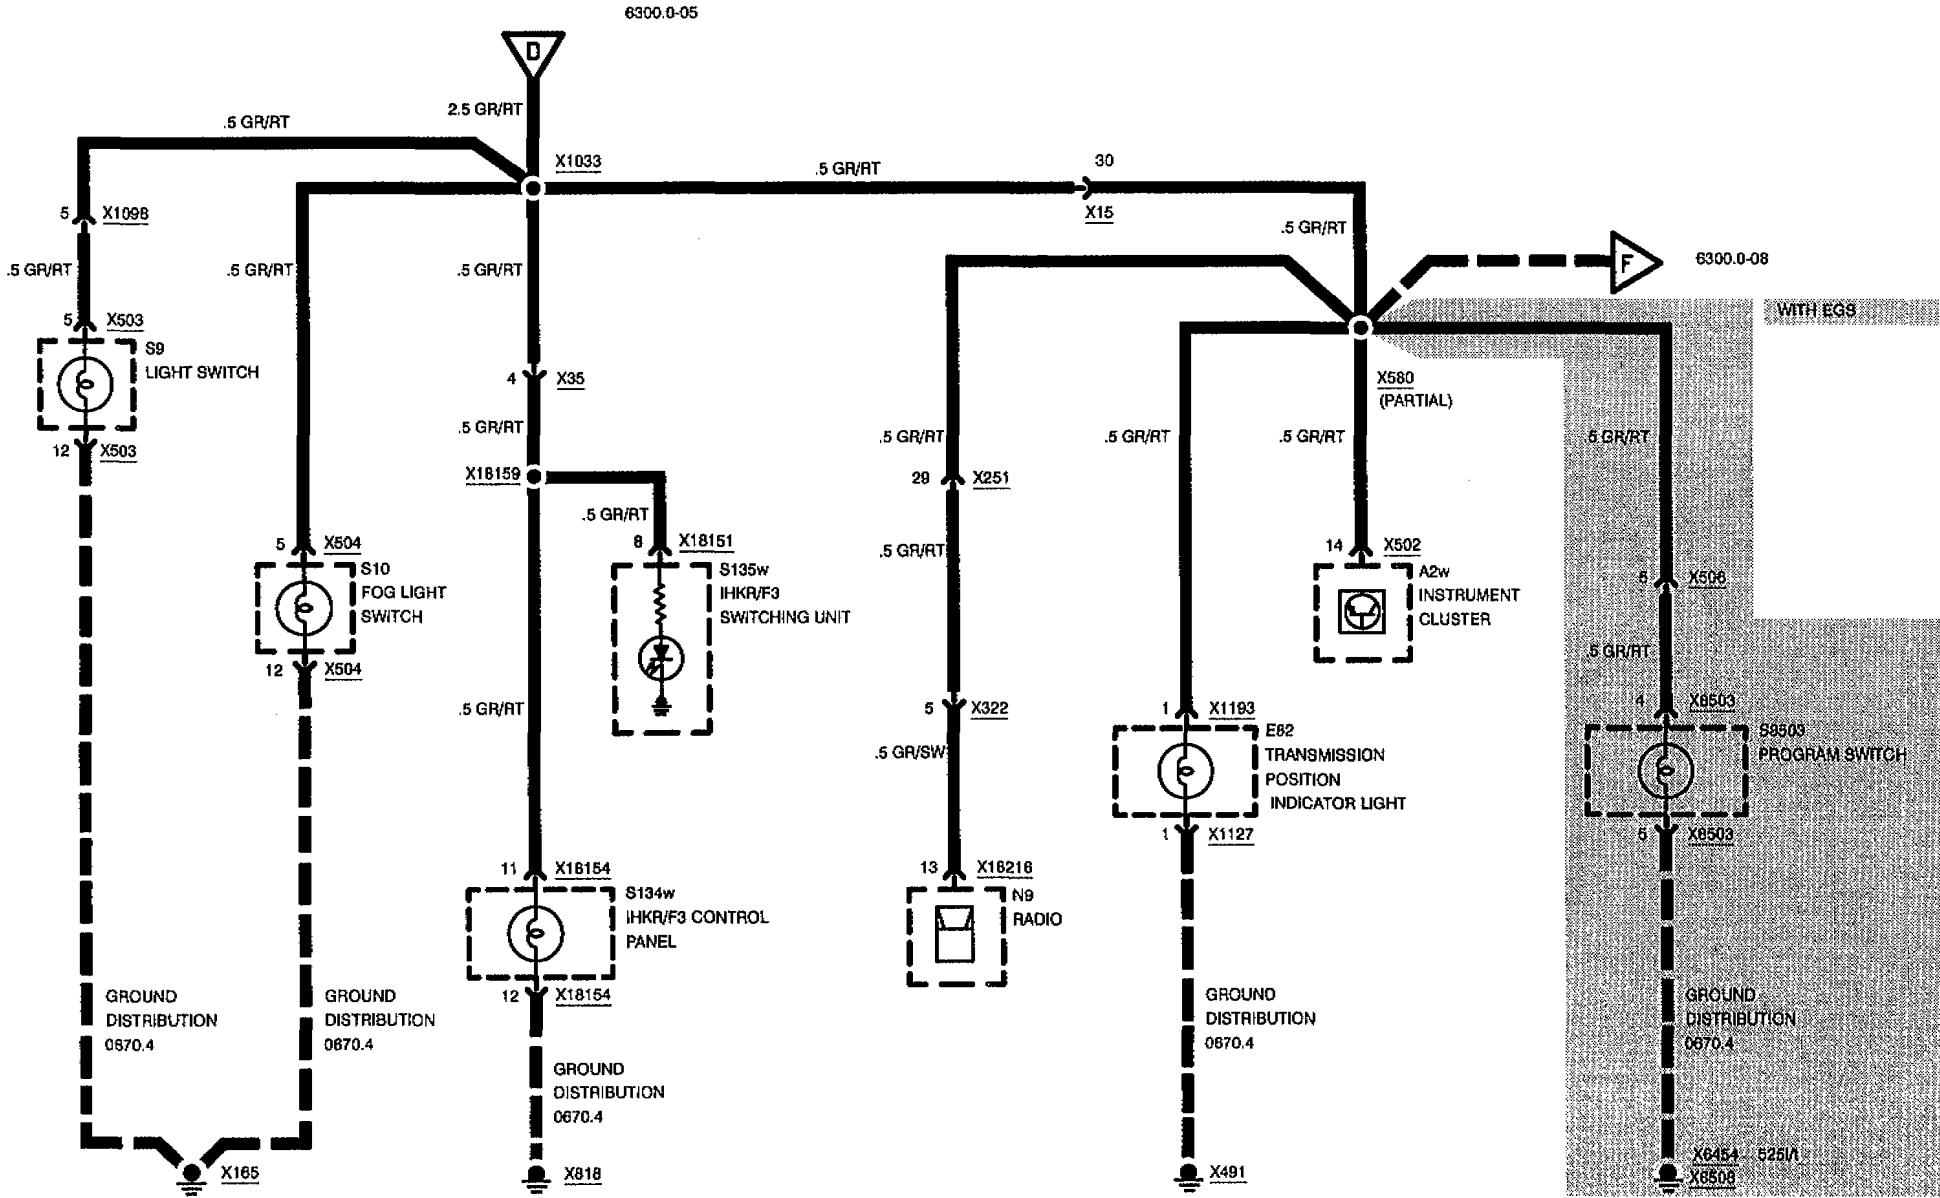 6300.0-05
D
2.5 GR/RT
.5 GR/RT
X1033
.5 GR/RT
30
X15
5 X1098
.5 GR/RT
.5 GR/RT
.5 GR/RT
.5 GR/RT
F
6300.0-08
WITH EGS
5 X503
S9
LIGHT SWITCH
12 X503
4 X35
.5 GR/RT
X18159
.5 GR/RT
X580
(PARTIAL)
.5 GR/RT
.5 GR/RT
.5 GR/RT
.5 GR/RT
29 X251
.5 GR/RT
5 X504
S10
FOG LIGHT
SWITCH
12 X504
8 X18151
S135w
IHKR/F3
SWITCHING UNIT
14 X502
A2w
INSTRUMENT
CLUSTER
6 X506
.5 GR/RT
.5 GR/RT
5 X322
.5 GR/SW
1 X1193
E82
TRANSMISSION
POSITION
INDICATOR LIGHT
1 X1127
4 X8503
S8503
PROGRAM SWITCH
5 X8503
11 X18154
S134w
IHKR/F3 CONTROL
PANEL
12 X18154
13 X18216
N9
RADIO
GROUND
DISTRIBUTION
0670.4
GROUND
DISTRIBUTION
0670.4
GROUND
DISTRIBUTION
0670.4
GROUND
DISTRIBUTION
0670.4
GROUND
DISTRIBUTION
0670.4
X165
X818
X491
X6454 525i/t
X6508